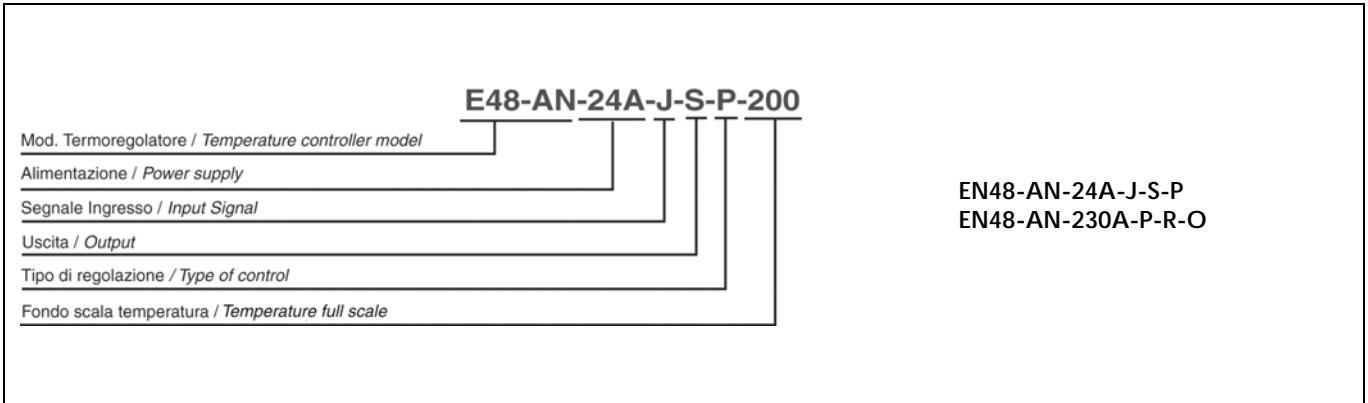 E48-AN-24A-J-S-P-200
Mod. Termoregolatore / Temperature controller model
Alimentazione / Power supply
Segnale Ingresso / Input Signal
Uscita / Output
Tipo di regolazione / Type of control
Fondo scala temperatura / Temperature full scale
EN48-AN-24A-J-S-P
EN48-AN-230A-P-R-O